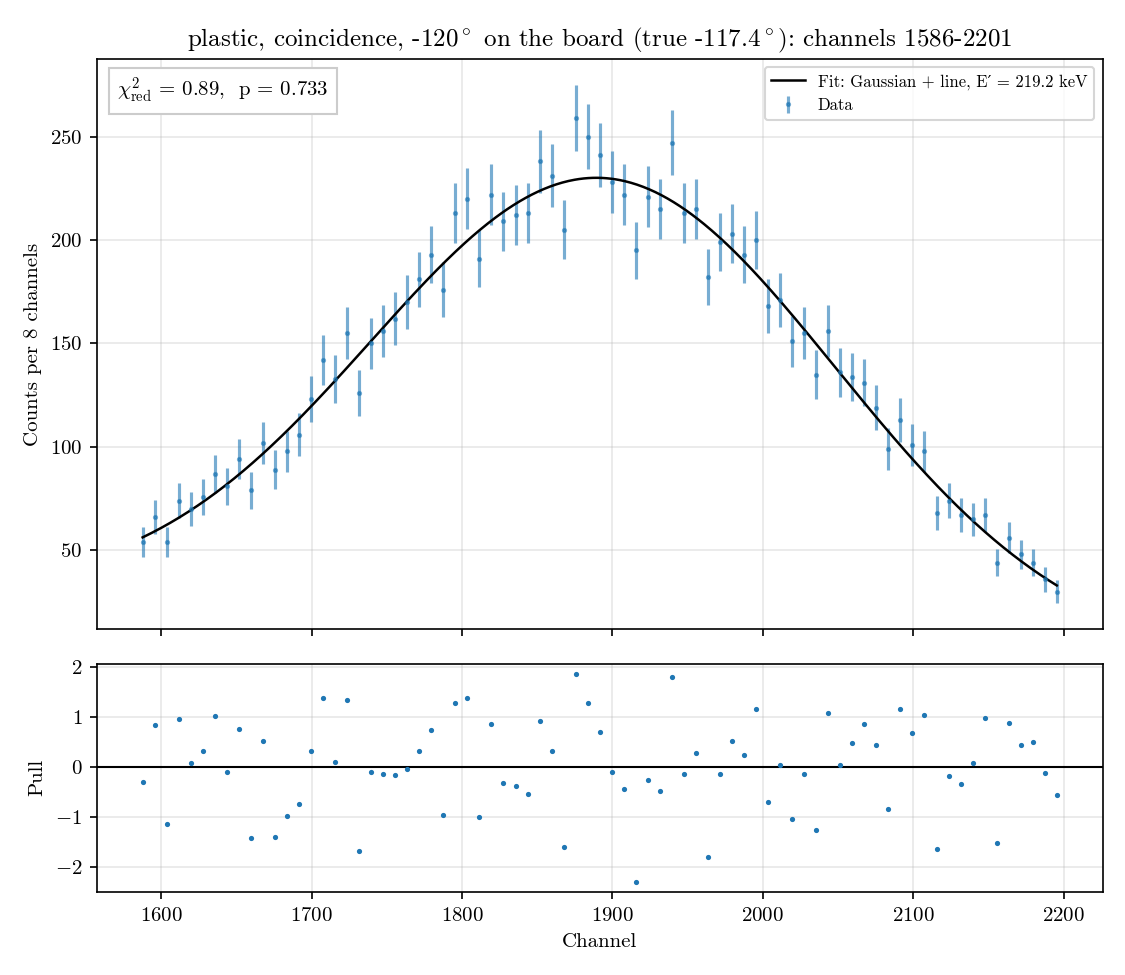 plastic, coincidence, -120° on the board (true -117.4°): channels 1586-2201
χ²red = 0.89, p = 0.733
Fit: Gaussian + line, E´ = 219.2 keV
Data
Counts per 8 channels
250
200
150
100
50
Pull
2
1
0
−1
−2
1600 1700 1800 1900 2000 2100 2200
Channel